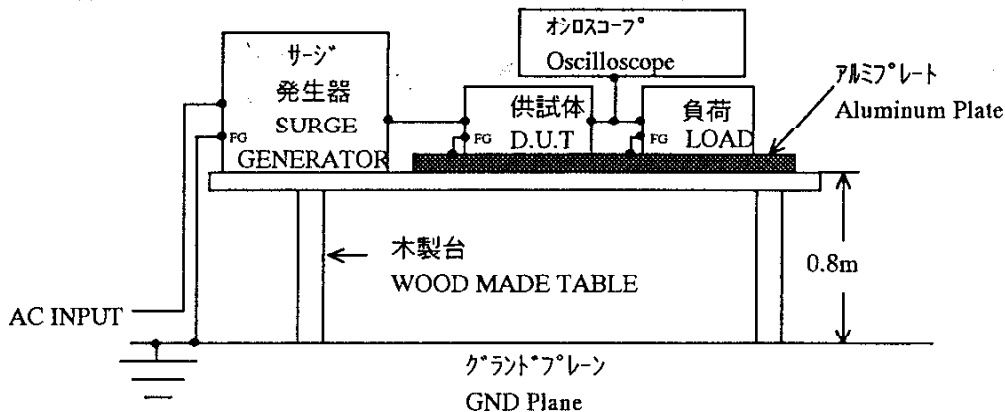 サージ
発生器
SURGE
GENERATOR
FG
オシロスコープ
Oscilloscope
供試体
D.U.T
FG
負荷
LOAD
FG
アルミプレート
Aluminum Plate
木製台
WOOD MADE TABLE
0.8m
AC INPUT
グランドプレーン
GND Plane